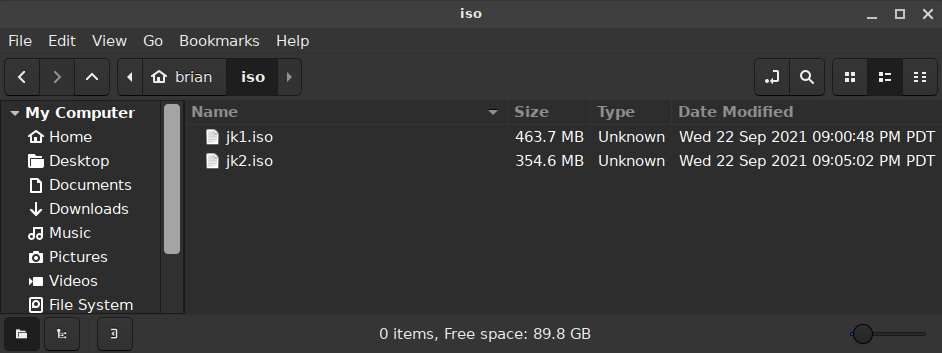 iso
File Edit View Go Bookmarks Help
brian iso
My Computer
Home
Desktop
Documents
Downloads
Music
Pictures
Videos
File System
Name Size Type Date Modified
jk1.iso 463.7 MB Unknown Wed 22 Sep 2021 09:00:48 PM PDT
jk2.iso 354.6 MB Unknown Wed 22 Sep 2021 09:05:02 PM PDT
0 items, Free space: 89.8 GB